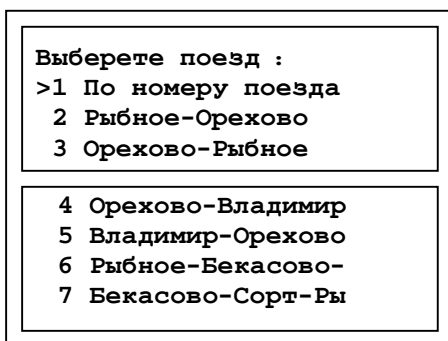 Выберете поезд :
>1 По номеру поезда
2 Рыбное-Орехово
3 Орехово-Рыбное
4 Орехово-Владимир
5 Владимир-Орехово
6 Рыбное-Бекасово-
7 Бекасово-Сорт-Ры